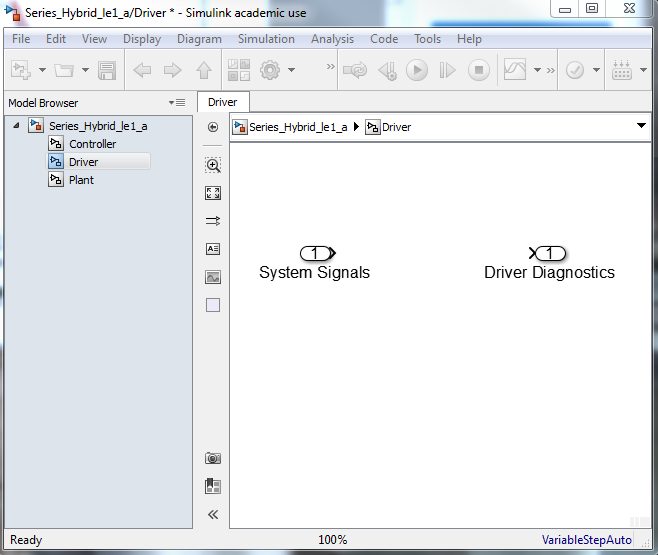 Series_Hybrid_le1_a/Driver * - Simulink academic use
File Edit View Display Diagram Simulation Analysis Code Tools Help
Model Browser
Driver
Series_Hybrid_le1_a
Driver
Series_Hybrid_le1_a
Controller
Driver
Plant
1
1
System Signals
Driver Diagnostics
Ready
100%
VariableStepAuto